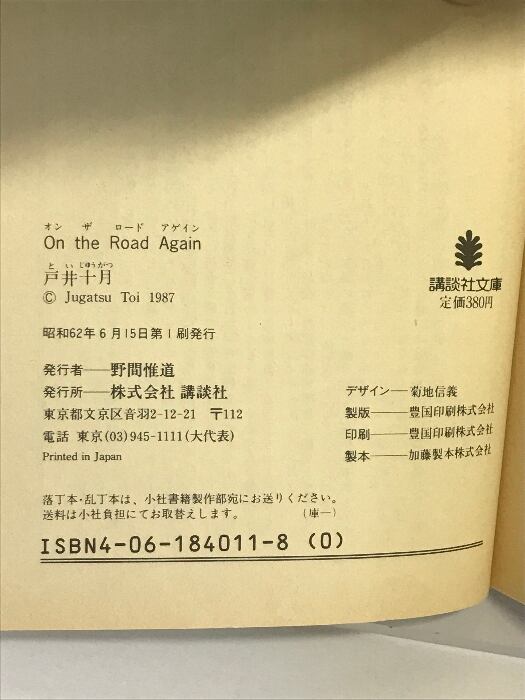 オン ザ ロード アゲイン
On the Road Again
とい じゅうがつ
戸井十月
© Jugatsu Toi 1987
講談社文庫
定価380円
昭和62年6月15日第1刷発行
発行者——野間惟道
発行所——株式会社 講談社
東京都文京区音羽2-12-21 〒112
電話 東京(03)945-1111(大代表)
Printed in Japan
デザイン——菊地信義
製版——豊国印刷株式会社
印刷——豊国印刷株式会社
製本——加藤製本株式会社
落丁本・乱丁本は、小社書籍製作部宛にお送りください。
送料は小社負担にてお取替えします。 (庫一)
ISBN4-06-184011-8 (0)